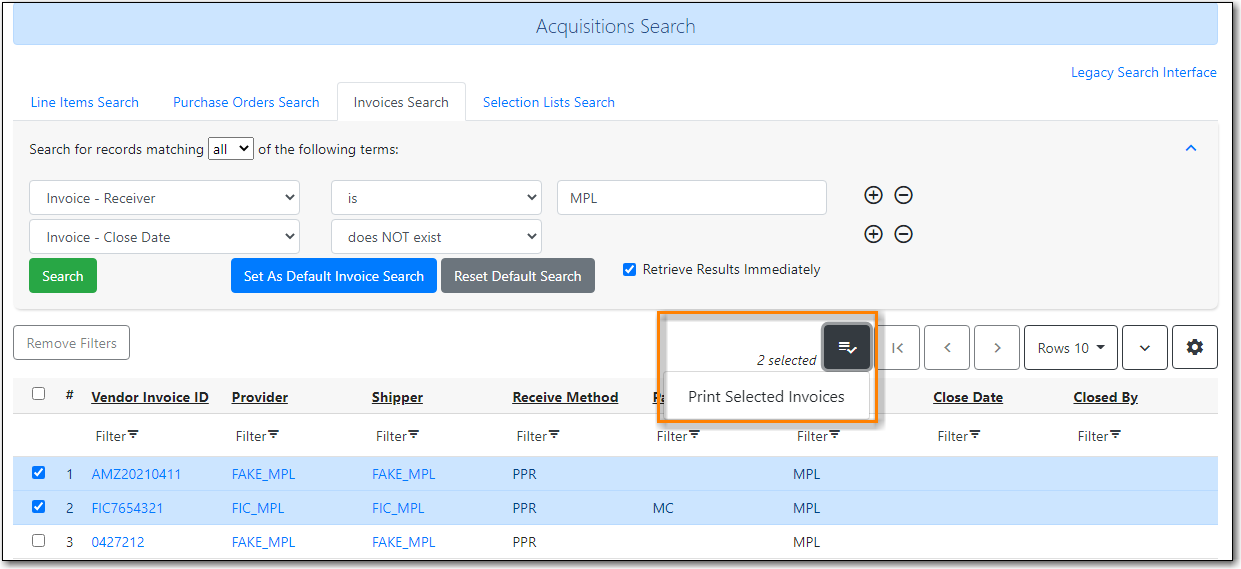 Acquisitions Search
Legacy Search Interface
Line Items Search Purchase Orders Search Invoices Search Selection Lists Search
Search for records matching all of the following terms:
Invoice - Receiver is MPL
Invoice - Close Date does NOT exist
Search Set As Default Invoice Search Reset Default Search Retrieve Results Immediately
Remove Filters 2 selected Rows 10
Print Selected Invoices
# Vendor Invoice ID Provider Shipper Receive Method Close Date Closed By
Filter Filter Filter Filter Filter Filter Filter Filter
1 AMZ20210411 FAKE_MPL FAKE_MPL PPR MPL
2 FIC7654321 FIC_MPL FIC_MPL PPR MC MPL
3 0427212 FAKE_MPL FAKE_MPL PPR MPL